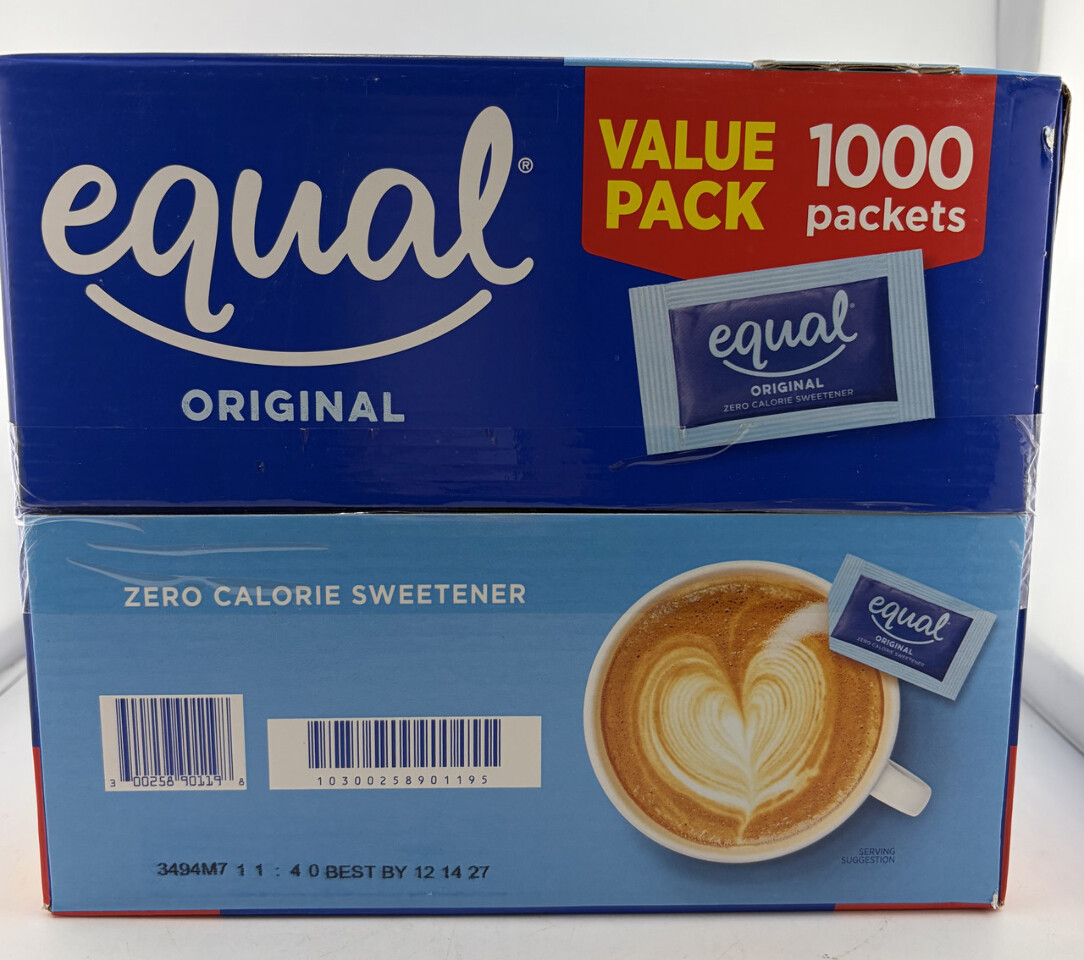 equal®
ORIGINAL
VALUE PACK
1000 packets
equal
ORIGINAL
ZERO CALORIE SWEETENER
ZERO CALORIE SWEETENER
equal
ORIGINAL
ZERO CALORIE SWEETENER
3 00258 90119 8
10300258901195
SERVING
SUGGESTION
3494M7 1 1 : 4 0 BEST BY 12 14 27